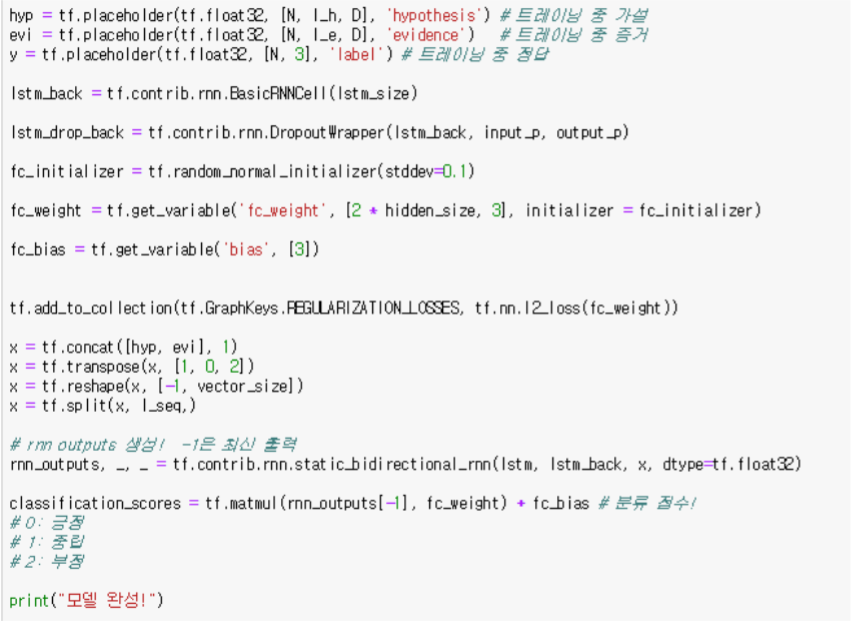 hyp = tf.placeholder(tf.float32, [N, l_h, D], 'hypothesis') # 트레이닝 중 가설
evi = tf.placeholder(tf.float32, [N, l_e, D], 'evidence')  # 트레이닝 중 증거
y = tf.placeholder(tf.float32, [N, 3], 'label') # 트레이닝 중 정답
lstm_back = tf.contrib.rnn.BasicRNNCell(lstm_size)
lstm_drop_back = tf.contrib.rnn.DropoutWrapper(lstm_back, input_p, output_p)
fc_initializer = tf.random_normal_initializer(stddev=0.1)
fc_weight = tf.get_variable('fc_weight', [2 * hidden_size, 3], initializer = fc_initializer)
fc_bias = tf.get_variable('bias', [3])
tf.add_to_collection(tf.GraphKeys.REGULARIZATION_LOSSES, tf.nn.l2_loss(fc_weight))
x = tf.concat([hyp, evi], 1)
x = tf.transpose(x, [1, 0, 2])
x = tf.reshape(x, [-1, vector_size])
x = tf.split(x, l_seq,)
# rnn outputs 생성! -1은 최신 출력
rnn_outputs, _, _ = tf.contrib.rnn.static_bidirectional_rnn(lstm, lstm_back, x, dtype=tf.float32)
classification_scores = tf.matmul(rnn_outputs[-1], fc_weight) + fc_bias # 분류 점수!
# 0: 긍정
# 1: 중립
# 2: 부정
print("모델 완성!")